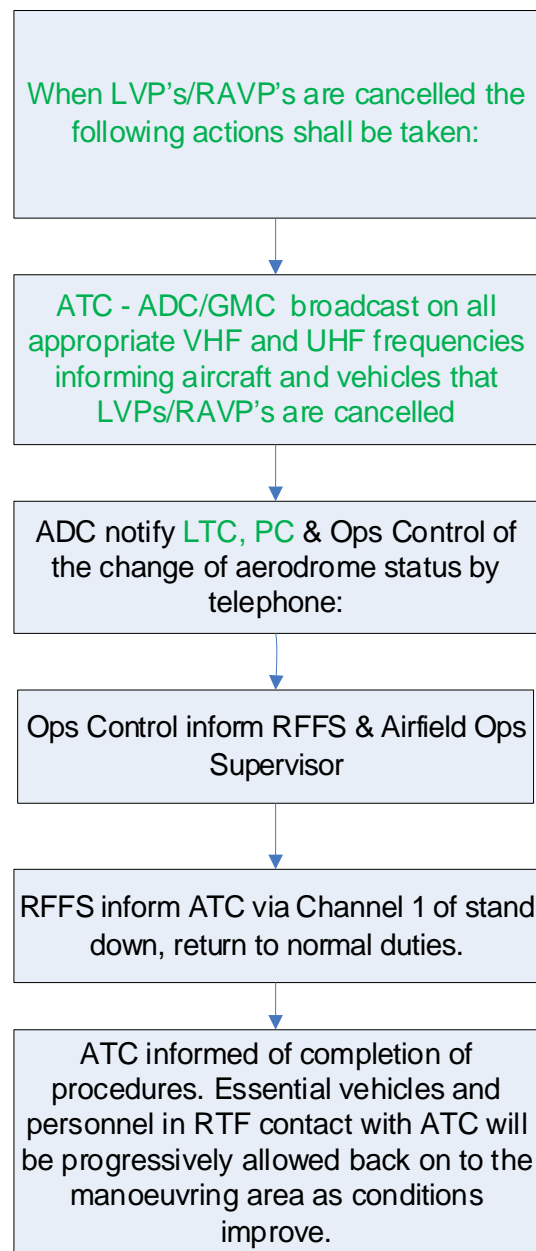 When LVP's/RAVP's are cancelled the
following actions shall be taken:
ATC - ADC/GMC broadcast on all
appropriate VHF and UHF frequencies
informing aircraft and vehicles that
LVPs/RAVP's are cancelled
ADC notify LTC, PC & Ops Control of
the change of aerodrome status by
telephone:
Ops Control inform RFFS & Airfield Ops
Supervisor
RFFS inform ATC via Channel 1 of stand
down, return to normal duties.
ATC informed of completion of
procedures. Essential vehicles and
personnel in RTF contact with ATC will
be progressively allowed back on to the
manoeuvring area as conditions
improve.